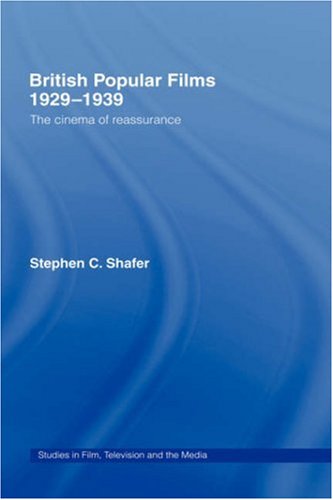 British Popular Films
1929–1939
The cinema of reassurance
Stephen C. Shafer
Studies in Film, Television and the Media